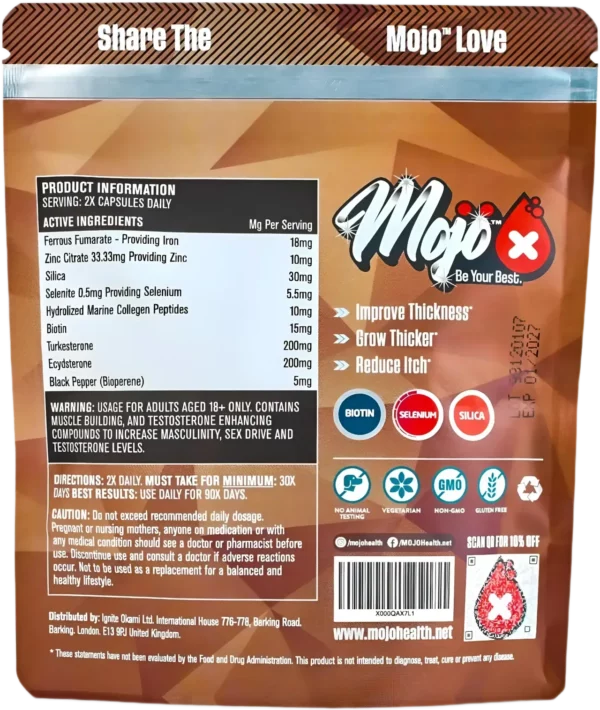 Share The Mojo™ Love
PRODUCT INFORMATION
SERVING: 2X CAPSULES DAILY
ACTIVE INGREDIENTS Mg Per Serving
Ferrous Fumarate - Providing Iron 18mg
Zinc Citrate 33.33mg Providing Zinc 10mg
Silica 30mg
Selenite 0.5mg Providing Selenium 5.5mg
Hydrolized Marine Collagen Peptides 10mg
Biotin 15mg
Turkesterone 200mg
Ecydsterone 200mg
Black Pepper (Bioperene) 5mg
WARNING: USAGE FOR ADULTS AGED 18+ ONLY. CONTAINS
MUSCLE BUILDING, AND TESTOSTERONE ENHANCING
COMPOUNDS TO INCREASE MASCULINITY, SEX DRIVE AND
TESTOSTERONE LEVELS.
DIRECTIONS: 2X DAILY. MUST TAKE FOR MINIMUM: 30X
DAYS BEST RESULTS: USE DAILY FOR 90X DAYS.
CAUTION: Do not exceed recommended daily dosage.
Pregnant or nursing mothers, anyone on medication or with
any medical condition should see a doctor or pharmacist before
use. Discontinue use and consult a doctor if adverse reactions
occur. Not to be used as a replacement for a balanced and
healthy lifestyle.
Distributed by: Ignite Okami Ltd. International House 776-778, Barking Road.
Barking. London. E13 9PJ United Kingdom.
Mojo™ x
Be Your Best.
Improve Thickness*
Grow Thicker*
Reduce Itch*
EXP 01/2027
BIOTIN
SELENIUM
SILICA
GMO
NO ANIMAL
TESTING
VEGETARIAN
NON-GMO
GLUTEN FREE
/mojohealth /MOJOHealth.net
SCAN QR FOR 10% OFF
X000QAX7L1
www.mojohealth.net
* These statements have not been evaluated by the Food and Drug Administration. This product is not intended to diagnose, treat, cure or prevent any disease.